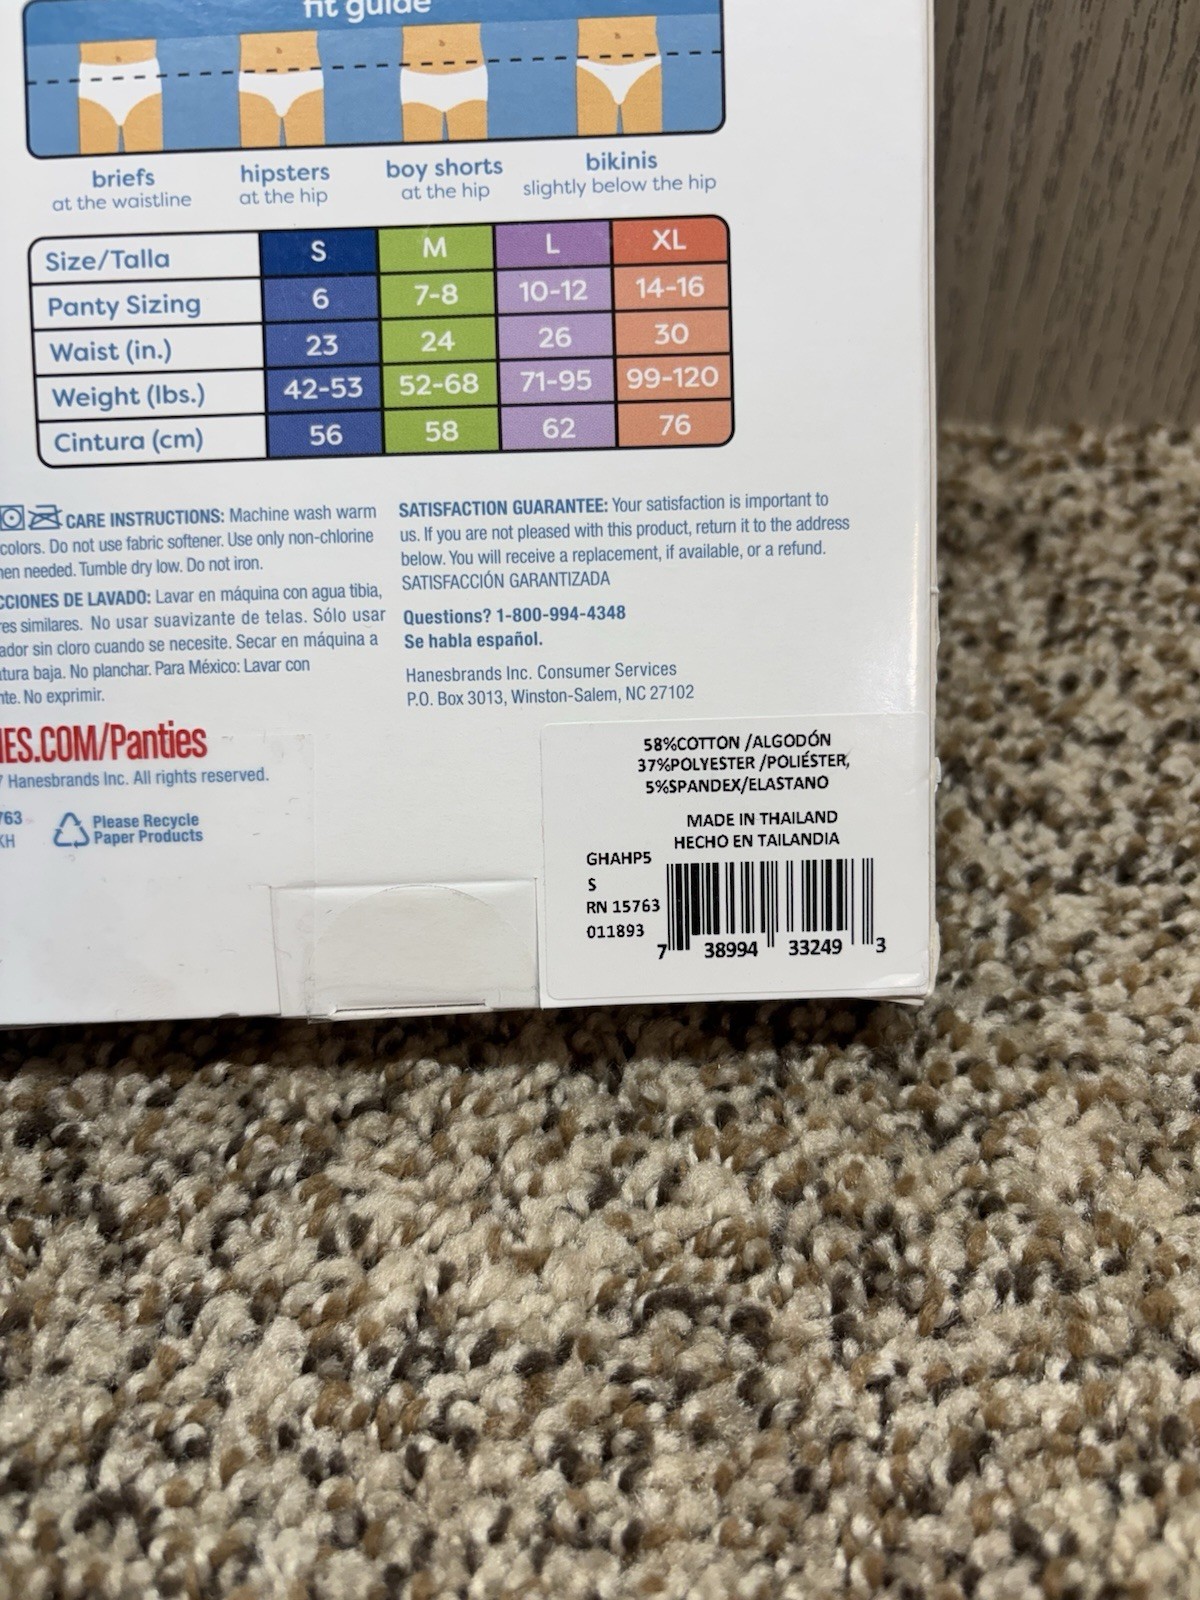 fit guide
briefs
at the waistline
hipsters
at the hip
boy shorts
at the hip
bikinis
slightly below the hip
Size/Talla S M L XL
Panty Sizing 6 7-8 10-12 14-16
Waist (in.) 23 24 26 30
Weight (lbs.) 42-53 52-68 71-95 99-120
Cintura (cm) 56 58 62 76
CARE INSTRUCTIONS: Machine wash warm
colors. Do not use fabric softener. Use only non-chlorine
en needed. Tumble dry low. Do not iron.
CCIONES DE LAVADO: Lavar en máquina con agua tibia,
res similares. No usar suavizante de telas. Sólo usar
ador sin cloro cuando se necesite. Secar en máquina a
tura baja. No planchar. Para México: Lavar con
nte. No exprimir.
SATISFACTION GUARANTEE: Your satisfaction is important to
us. If you are not pleased with this product, return it to the address
below. You will receive a replacement, if available, or a refund.
SATISFACCIÓN GARANTIZADA
Questions? 1-800-994-4348
Se habla español.
Hanesbrands Inc. Consumer Services
P.O. Box 3013, Winston-Salem, NC 27102
ES.COM/Panties
7 Hanesbrands Inc. All rights reserved.
763
KH
Please Recycle
Paper Products
58%COTTON /ALGODÓN
37%POLYESTER /POLIÉSTER,
5%SPANDEX/ELASTANO
MADE IN THAILAND
HECHO EN TAILANDIA
GHAHP5
S
RN 15763
011893
7 38994 33249 3